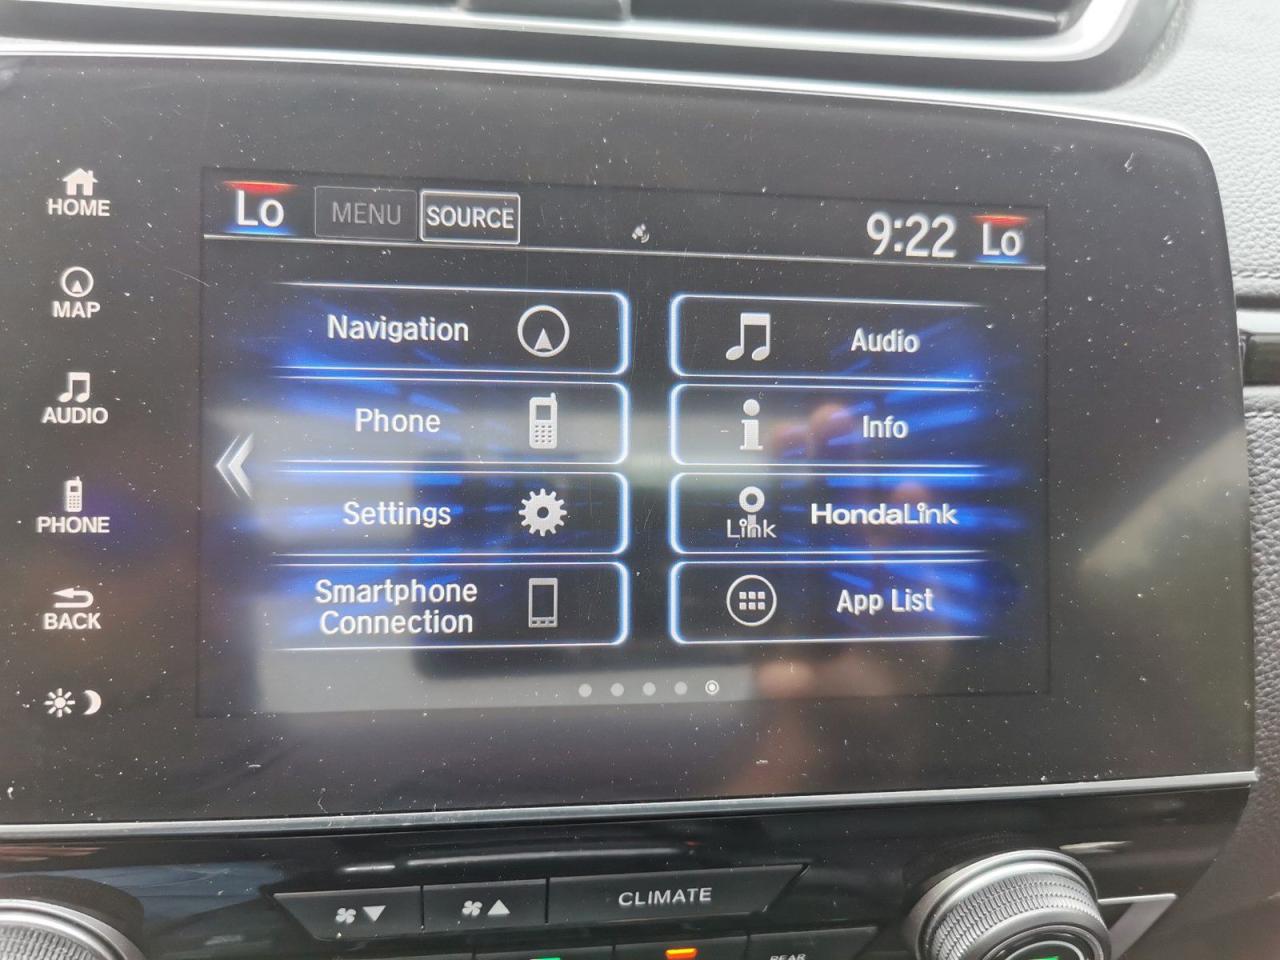 HOME
MAP
AUDIO
PHONE
BACK
Lo MENU SOURCE 9:22 Lo
Navigation
Audio
Phone
Info
Settings
Link HondaLink
Smartphone
Connection
App List
CLIMATE
REAR